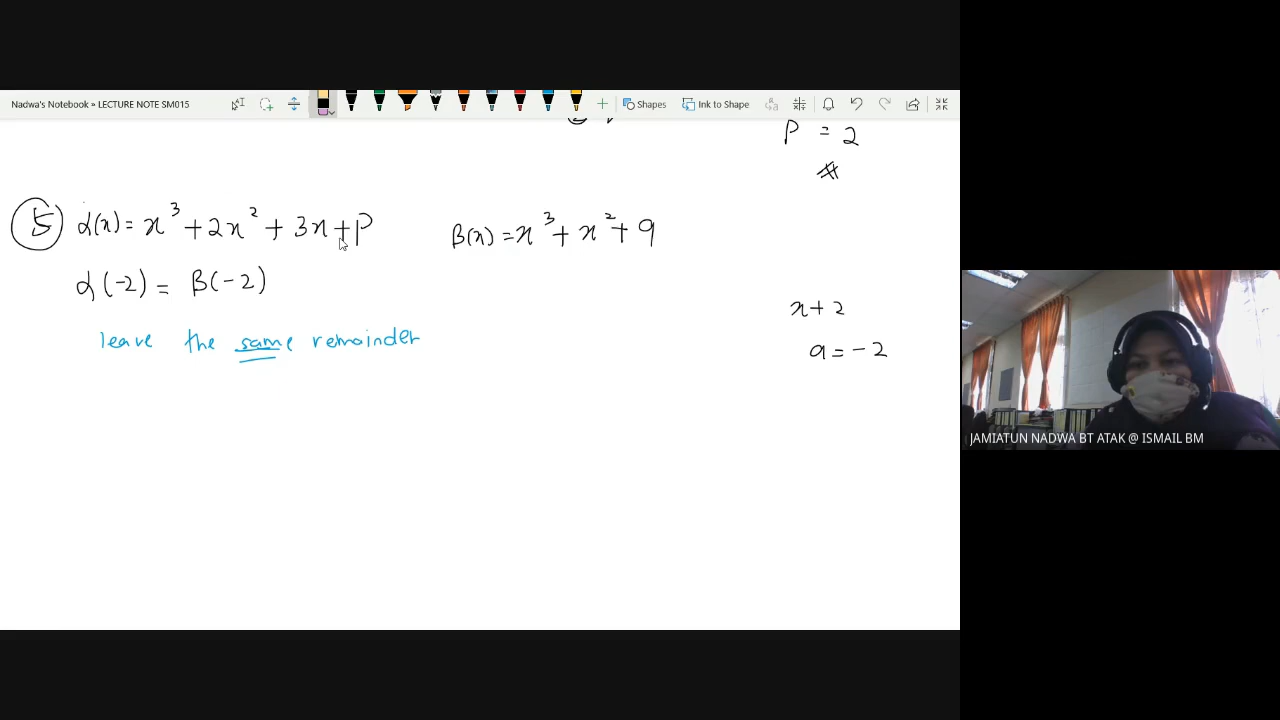 Nadwa's Notebook » LECTURE NOTE SM015
Shapes
Ink to Shape
P = 2
5 α(x) = x³ + 2x² + 3x + P
β(x) = x³ + x² + 9
α(-2) = β(-2)
x + 2
leave the same remainder
a = -2
JAMIATUN NADWA BT ATAK @ ISMAIL BM